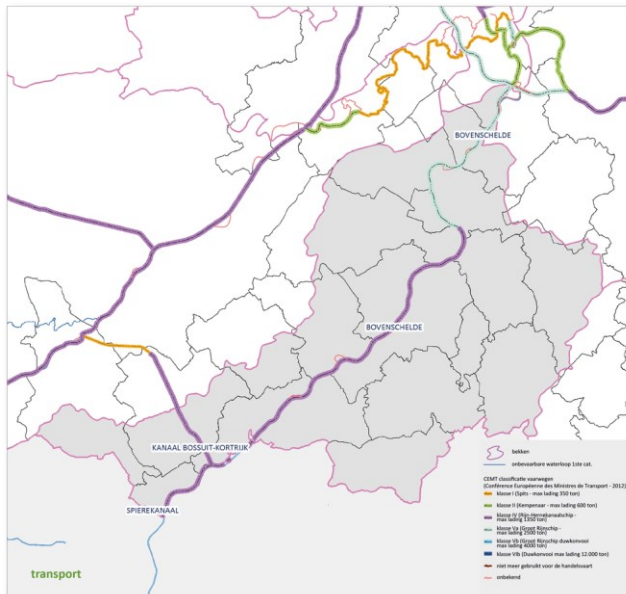 BOVENSCHELDE
BOVENSCHELDE
KANAAL BOSSUIT-KORTRIJK
SPIEREKANAAL
transport
bekken
onbevaarbare waterloop 1ste cat.
CEMT classificatie vaarwegen
(Conférence Européenne des Ministres de Transport - 2012)
klasse I (Spits - max lading 350 ton)
klasse II (Kempenaar - max lading 600 ton)
klasse IV (Rijn-Hernekanaalschip -
max lading 1350 ton)
klasse Va (Groot Rijnschip -
max lading 2500 ton)
klasse Vb (Groot Rijnschip duwkonvooi
max lading 4000 ton)
klasse VIb (Duwkonvooi max lading 12.000 ton)
niet meer gebruikt voor de handelsvaart
onbekend